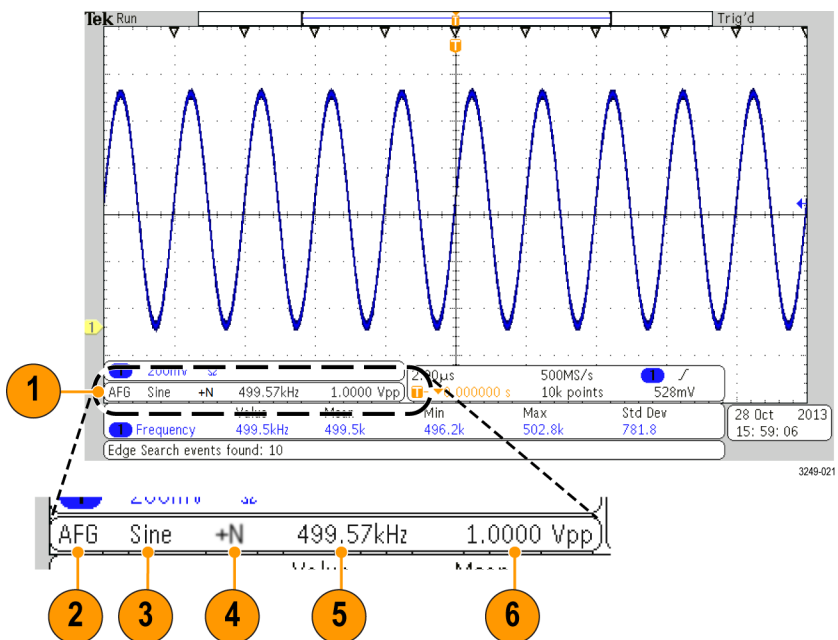 Tek Run Trig'd
T
T
1
1 200mV Ω 2.00µs 500MS/s 1
1 AFG Sine +N 499.57kHz 1.0000 Vpp T 0.000000 s 10k points 528mV
Value Mean Min Max Std Dev 28 Oct 2013
1 Frequency 499.5kHz 499.5k 496.2k 502.8k 781.8 15:59:06
Edge Search events found: 10
3249-021
AFG Sine +N 499.57kHz 1.0000 Vpp
2 3 4 5 6